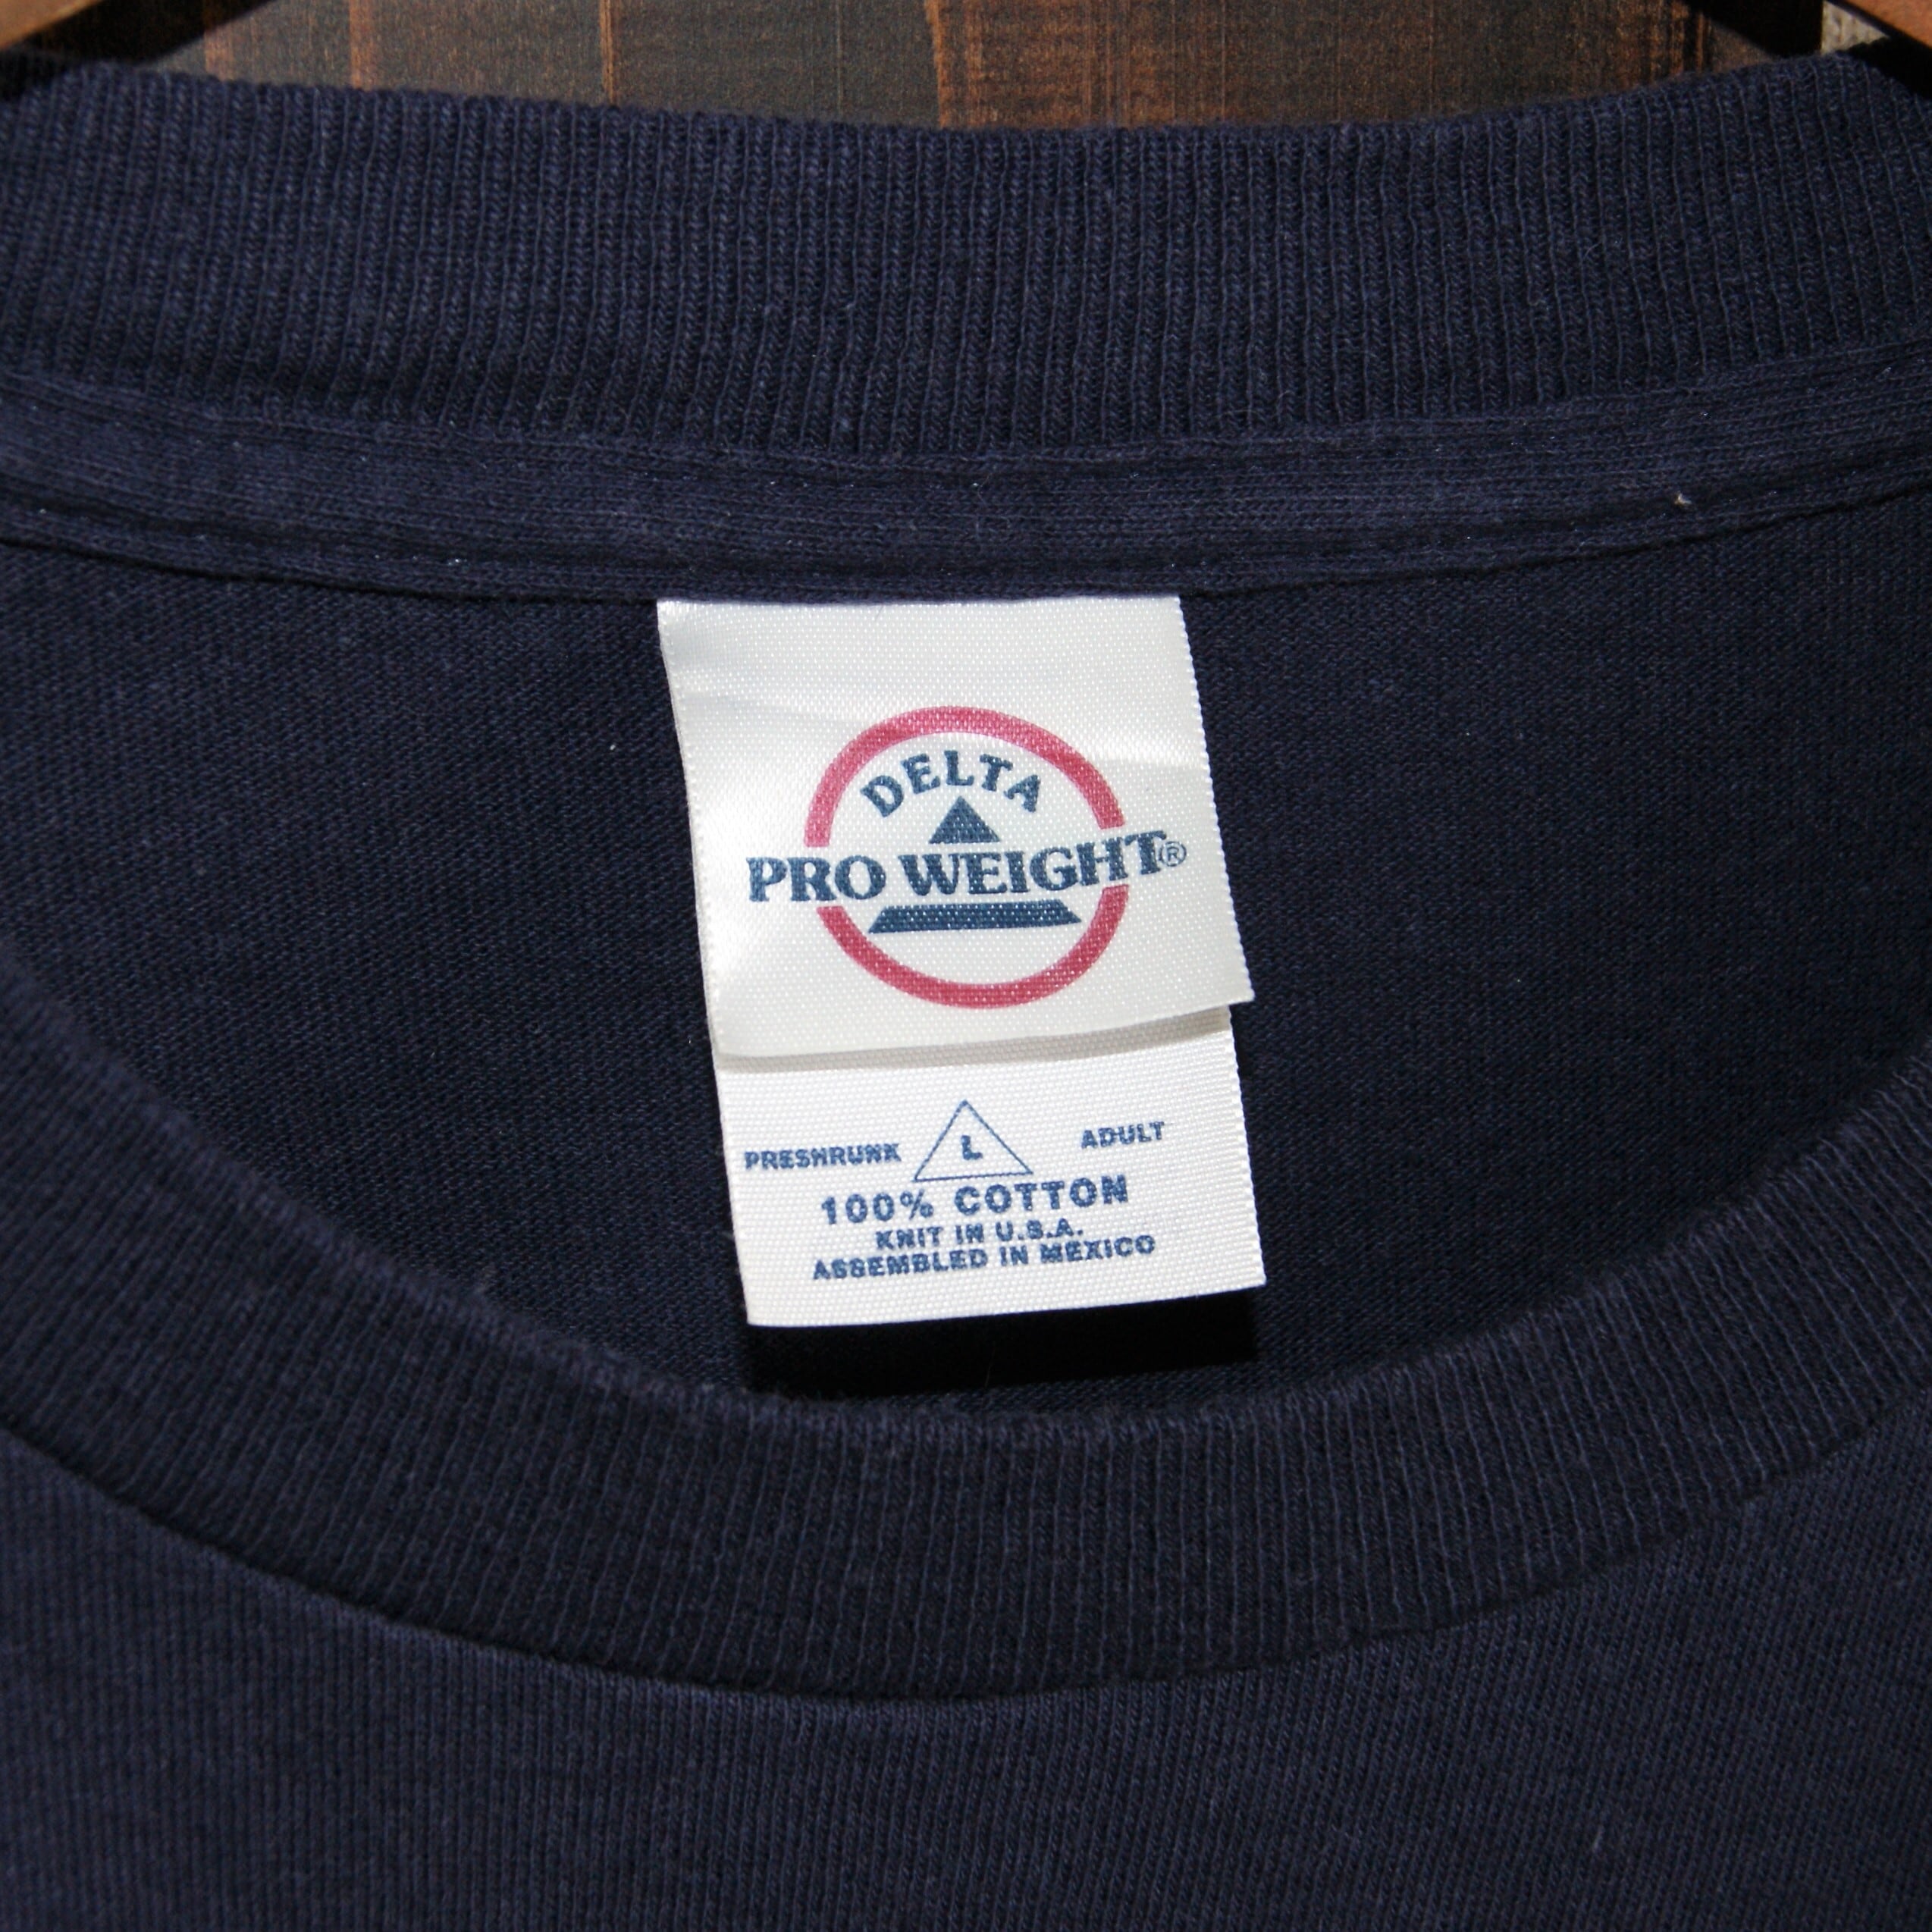 DELTA
PRO WEIGHT®
PRESHRUNK L ADULT
100% COTTON
KNIT IN U.S.A.
ASSEMBLED IN MEXICO